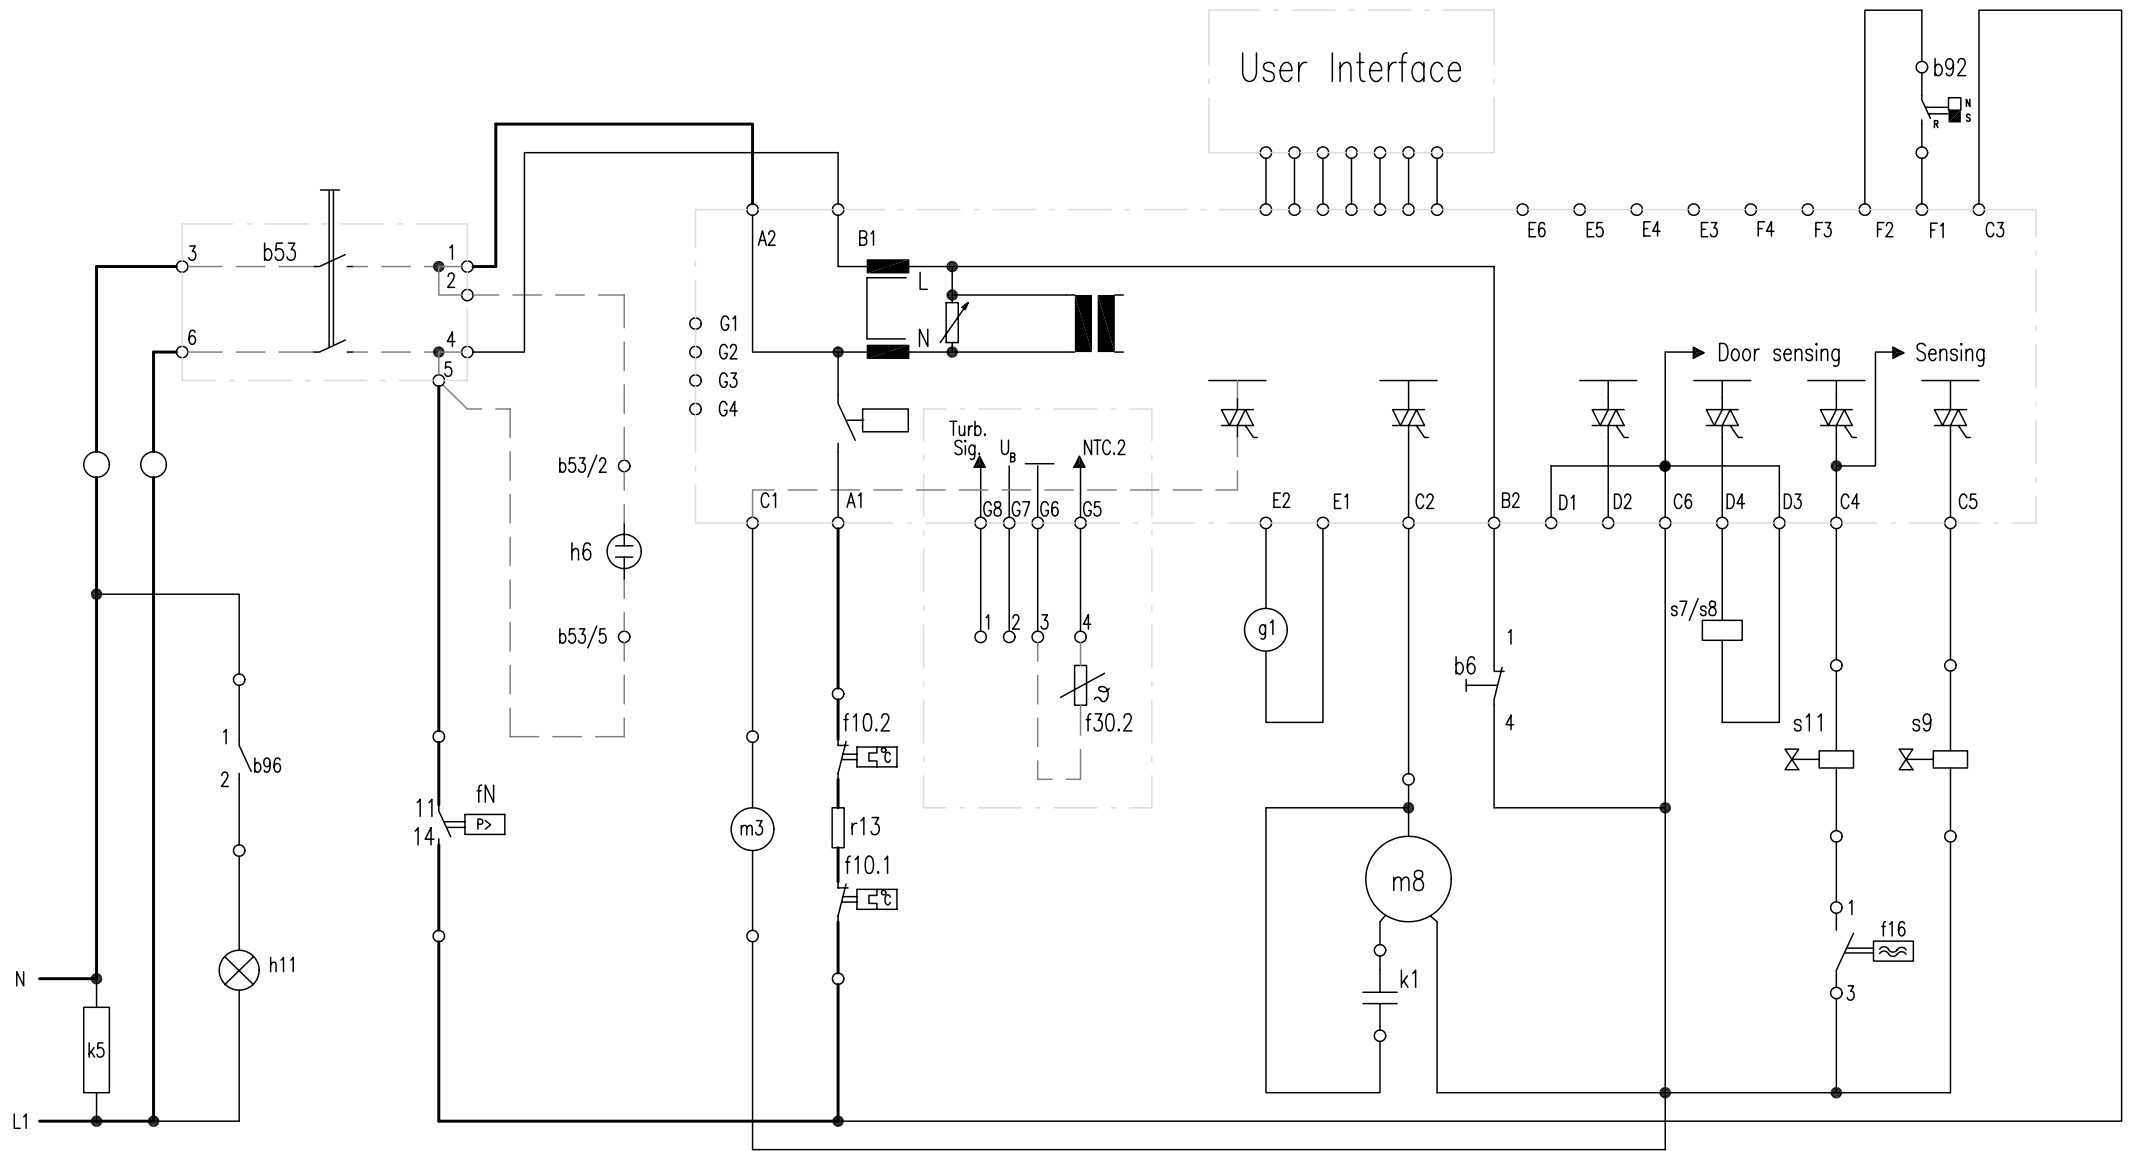 User Interface
b92
N
S
R
A2
B1
E6
E5
E4
E3
F4
F3
F2
F1
C3
3
b53
1
2
6
4
5
L
N
G1
G2
G3
G4
Door sensing
Sensing
Turb.
Sig.
UB
NTC.2
b53/2
C1
A1
G8
G7
G6
G5
E2
E1
C2
B2
D1
D2
C6
D4
D3
C4
C5
h6
b53/5
1
2
3
4
g1
s7/s8
1
b6
4
ϑ
f30.2
f10.2
°C
s11
s9
1
2
b96
fN
11
14
P>
m3
r13
f10.1
°C
m8
1
f16
3
N
h11
k1
k5
L1